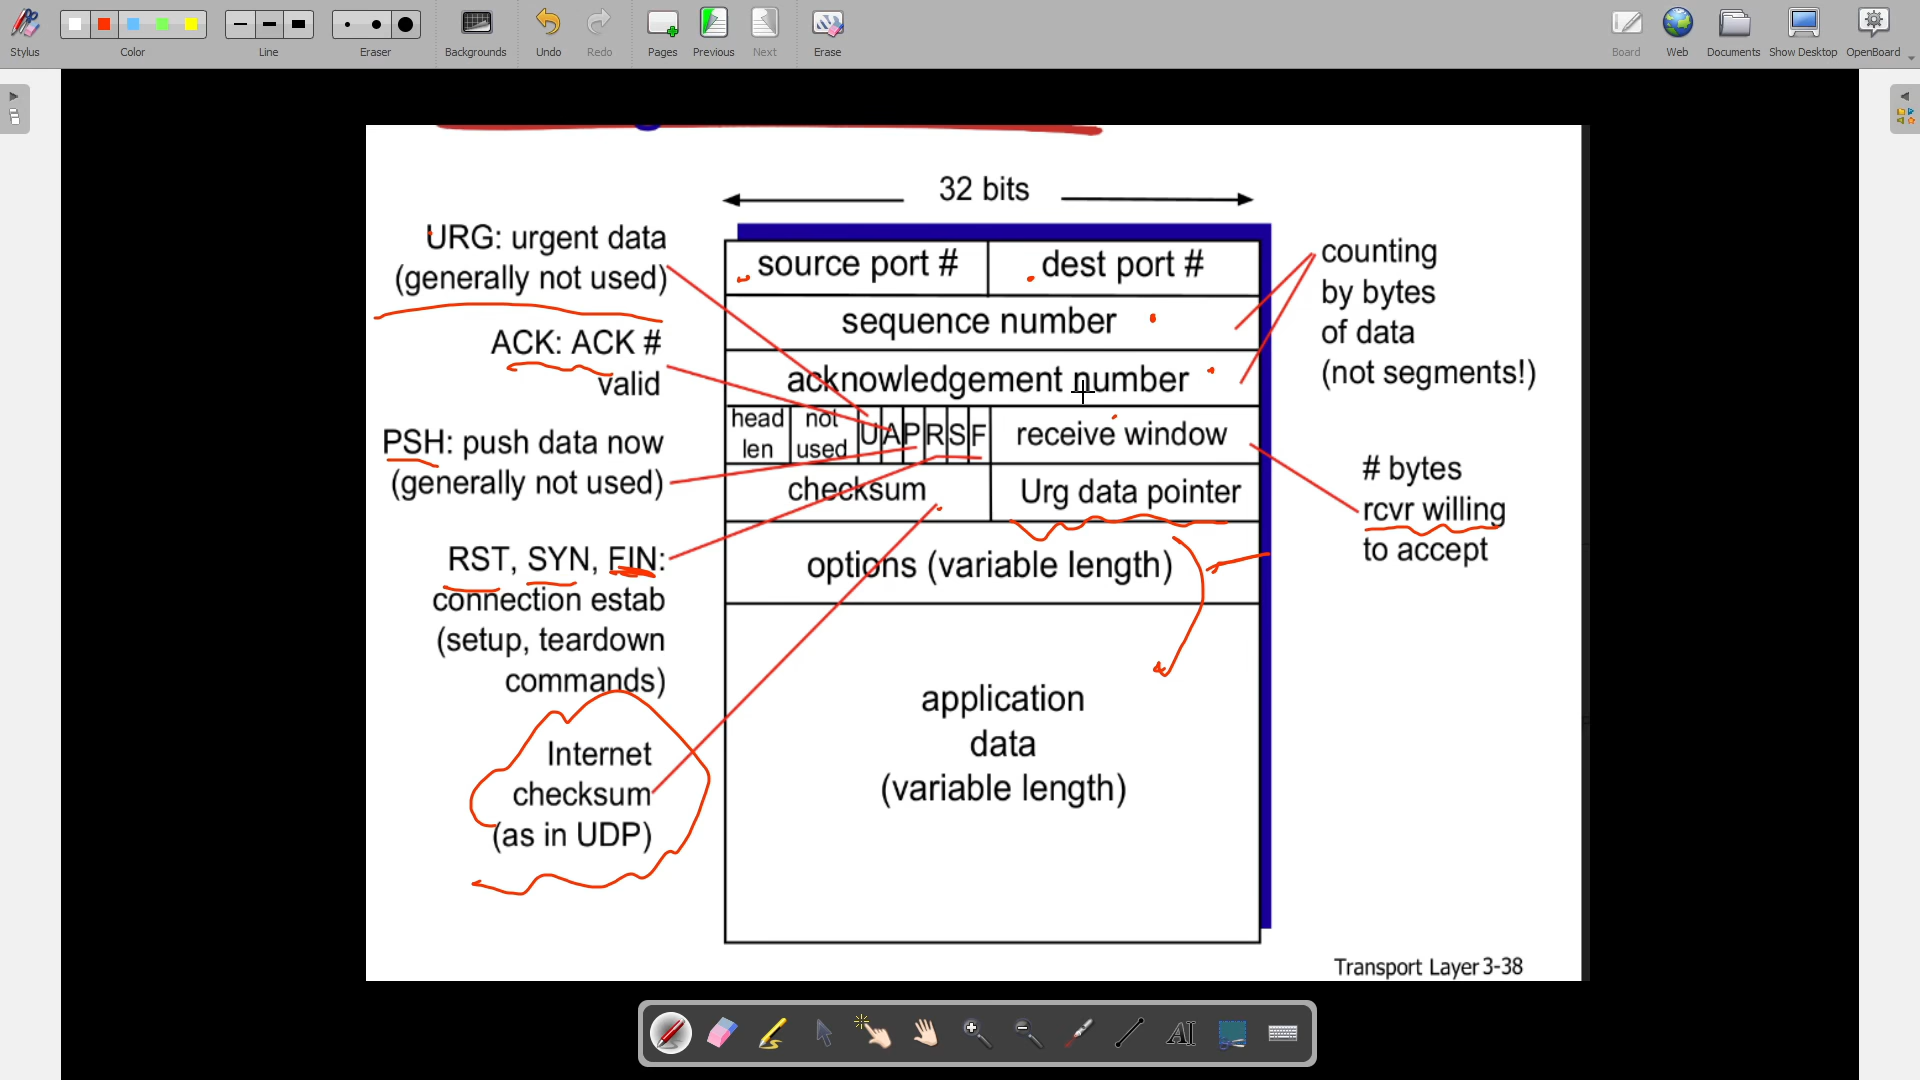 Stylus
Color
Line
Eraser
Backgrounds
Undo
Redo
Pages
Previous
Next
Erase
Board
Web
Documents
Show Desktop
OpenBoard
32 bits
URG: urgent data
(generally not used)
ACK: ACK #
valid
PSH: push data now
(generally not used)
RST, SYN, FIN:
connection estab
(setup, teardown
commands)
Internet
checksum
(as in UDP)
source port #
dest port #
sequence number
acknowledgement number
head
len
not
used
U A P R S F
receive window
checksum
Urg data pointer
options (variable length)
application
data
(variable length)
counting
by bytes
of data
(not segments!)
# bytes
rcvr willing
to accept
Transport Layer 3-38